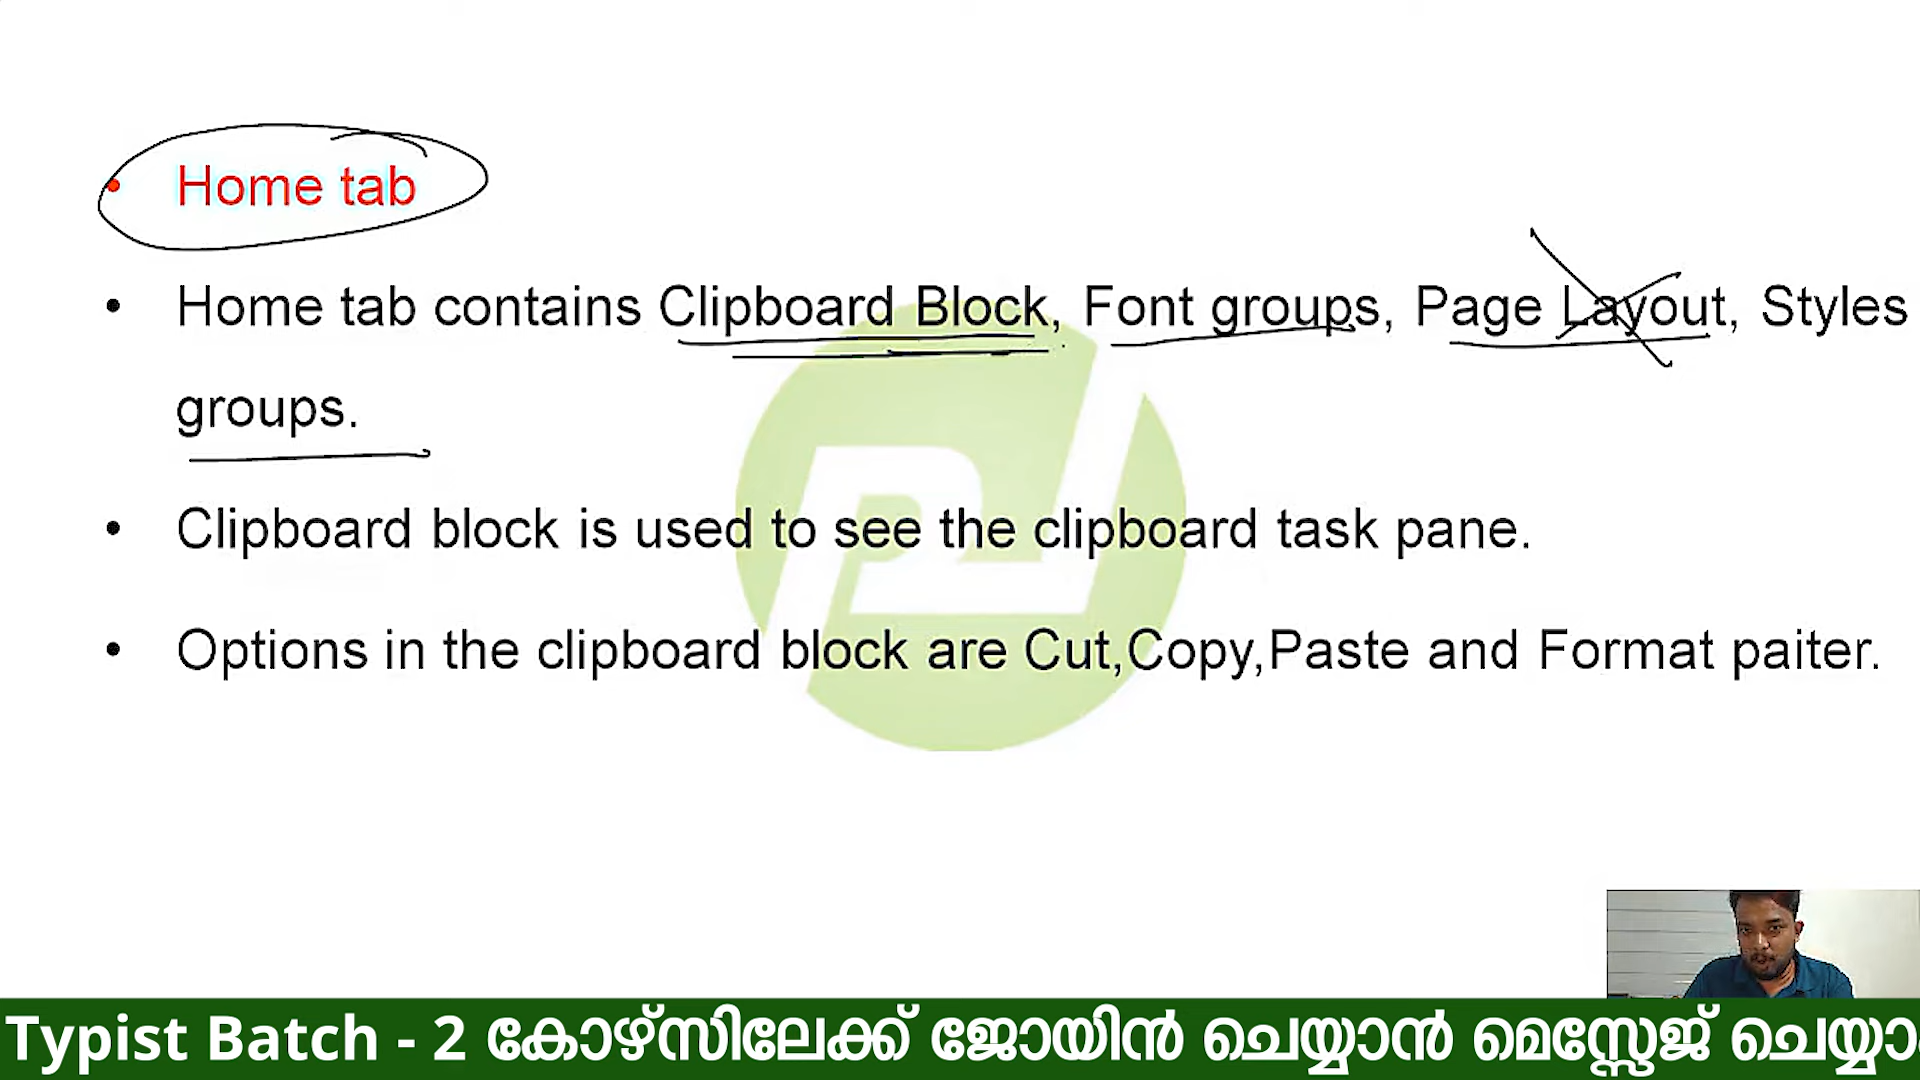 • Home tab
• Home tab contains Clipboard Block, Font groups, Page Layout, Styles
groups.
• Clipboard block is used to see the clipboard task pane.
• Options in the clipboard block are Cut,Copy,Paste and Format paiter.
Typist Batch - 2 കോഴ്സിലേക്ക് ജോയിൻ ചെയ്യാൻ മെസ്സേജ് ചെയ്യാ